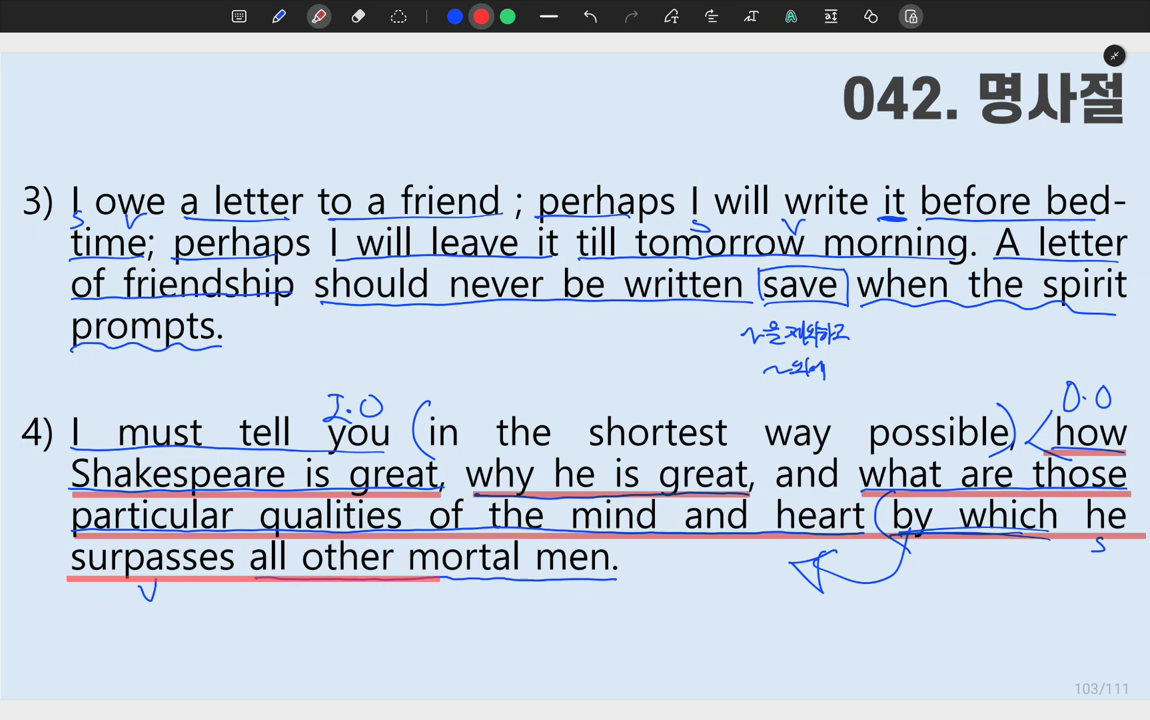 042. 명사절
3) I owe a letter to a friend ; perhaps I will write it before bed-
S V S V
time; perhaps I will leave it till tomorrow morning. A letter
of friendship should never be written save when the spirit
prompts.
~을 제외하고
~외에
I.O D.O
4) I must tell you (in the shortest way possible), <how
Shakespeare is great, why he is great, and what are those
particular qualities of the mind and heart (by which he
S
surpasses all other mortal men.
V
103/111